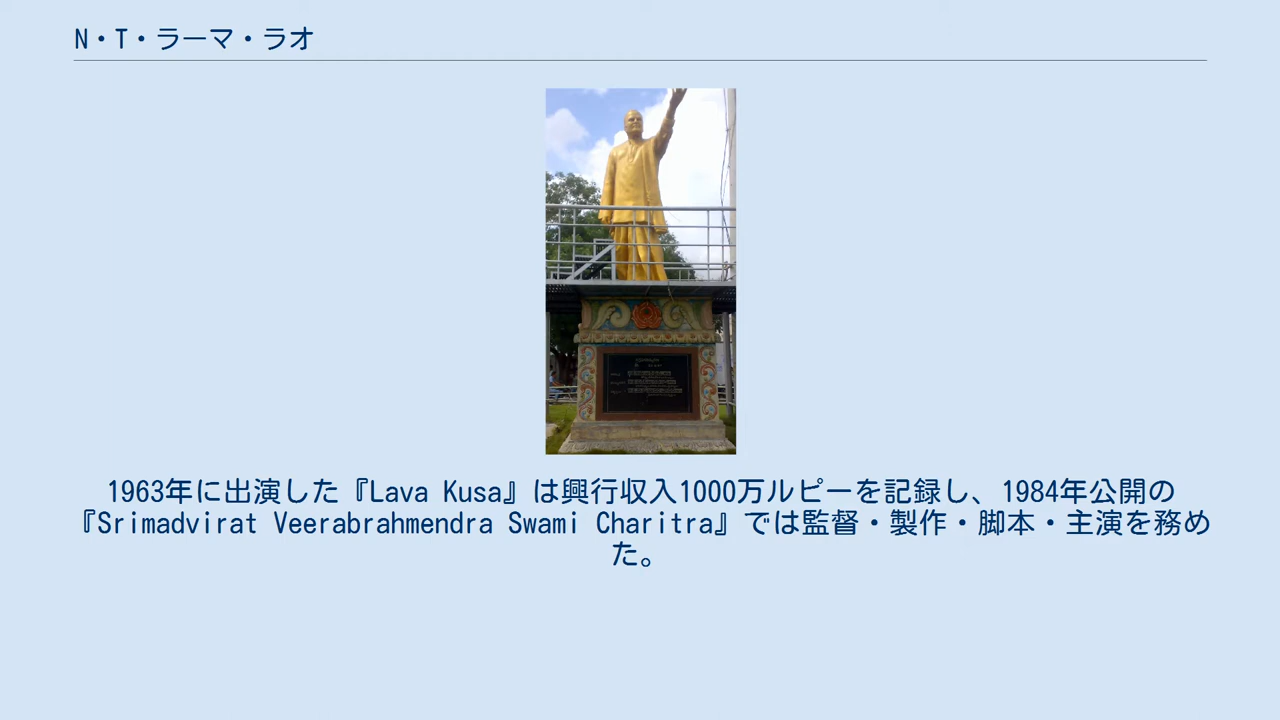 N・T・ラーマ・ラオ
1963年に出演した『Lava Kusa』は興行収入1000万ルピーを記録し、1984年公開の
『Srimadvirat Veerabrahmendra Swami Charitra』では監督・製作・脚本・主演を務め
た。